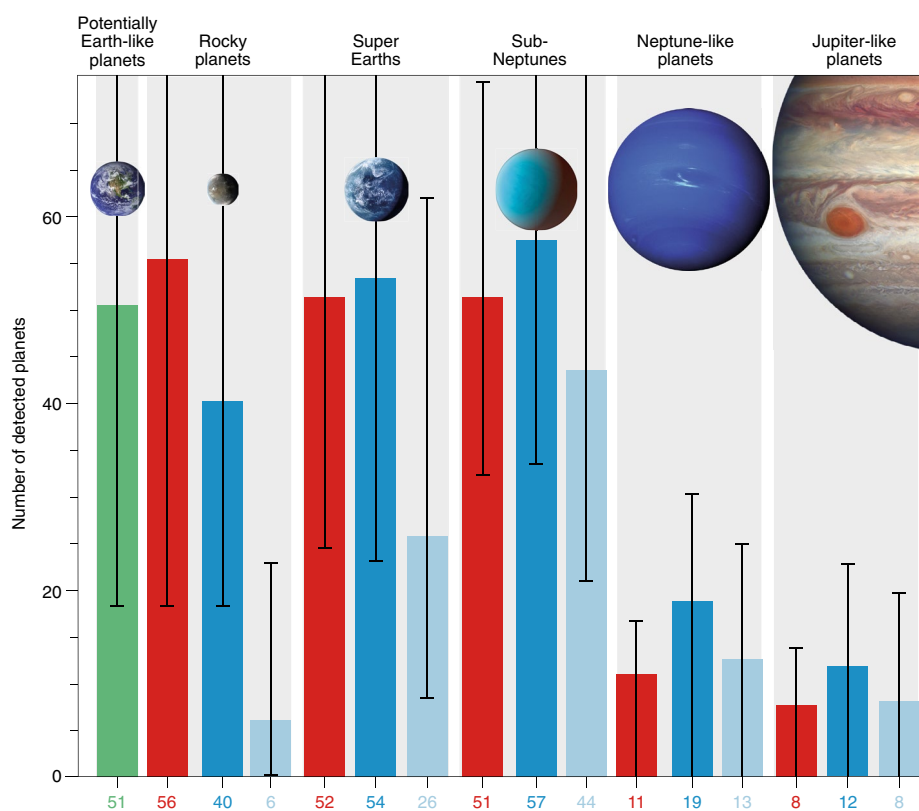 Potentially
Earth-like
planets
Rocky
planets
Super
Earths
Sub-
Neptunes
Neptune-like
planets
Jupiter-like
planets
Number of detected planets
60
40
20
0
51 56 40 6 52 54 26 51 57 44 11 19 13 8 12 8